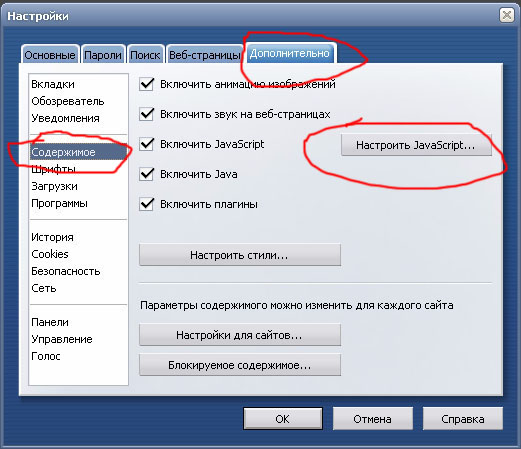 Настройки
Основные Пароли Поиск Веб-страницы Дополнительно
Вкладки
Обозреватель
Уведомления
Содержимое
Шрифты
Загрузки
Программы
История
Cookies
Безопасность
Сеть
Панели
Управление
Голос
Включить анимацию изображений
Включить звук на веб-страницах
Включить JavaScript Настроить JavaScript...
Включить Java
Включить плагины
Настроить стили...
Параметры содержимого можно изменить для каждого сайта
Настройки для сайтов...
Блокируемое содержимое...
OK Отмена Справка